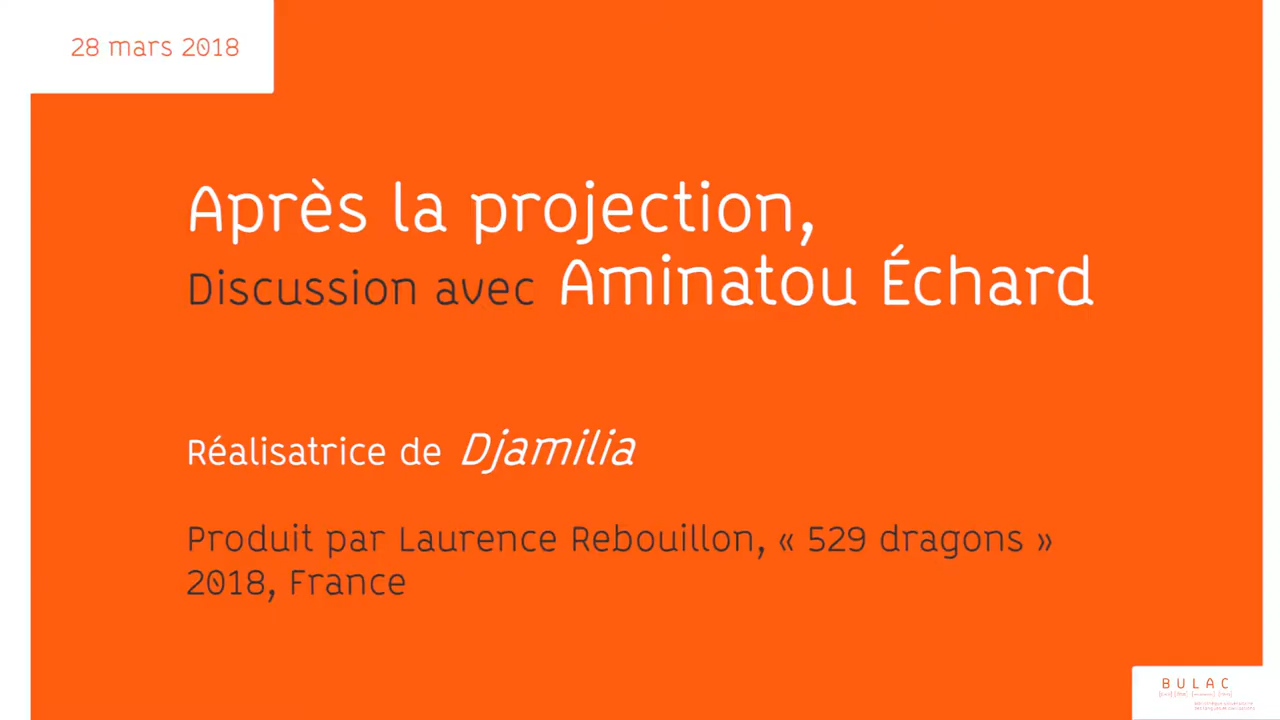 28 mars 2018
Après la projection,
Discussion avec Aminatou Échard
Réalisatrice de Djamilia
Produit par Laurence Rebouillon, « 529 dragons »
2018, France
BULAC